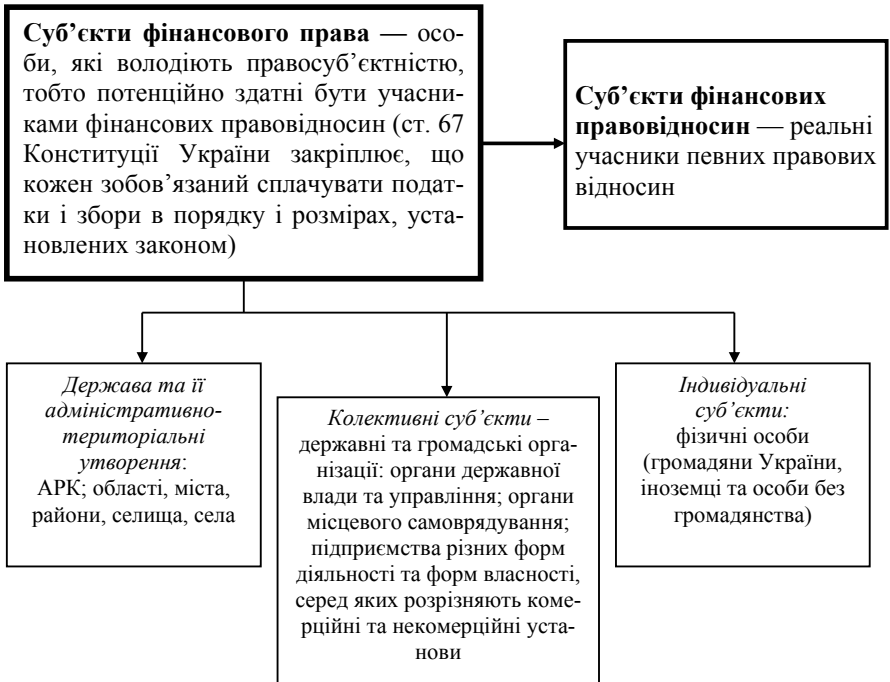 Суб’єкти фінансового права — осо-
би, які володіють правосуб’єктністю,
тобто потенційно здатні бути учасни-
ками фінансових правовідносин (ст. 67
Конституції України закріплює, що
кожен зобов’язаний сплачувати подат-
ки і збори в порядку і розмірах, уста-
новлених законом)
Суб’єкти фінансових
правовідносин — реальні
учасники певних правових
відносин
Держава та її
адміністративно-
територіальні
утворення:
АРК; області, міста,
райони, селища, села
Колективні суб’єкти –
державні та громадські орга-
нізації: органи державної
влади та управління; органи
місцевого самоврядування;
підприємства різних форм
діяльності та форм власності,
серед яких розрізняють коме-
рційні та некомерційні уста-
нови
Індивідуальні
суб’єкти:
фізичні особи
(громадяни України,
іноземці та особи без
громадянства)